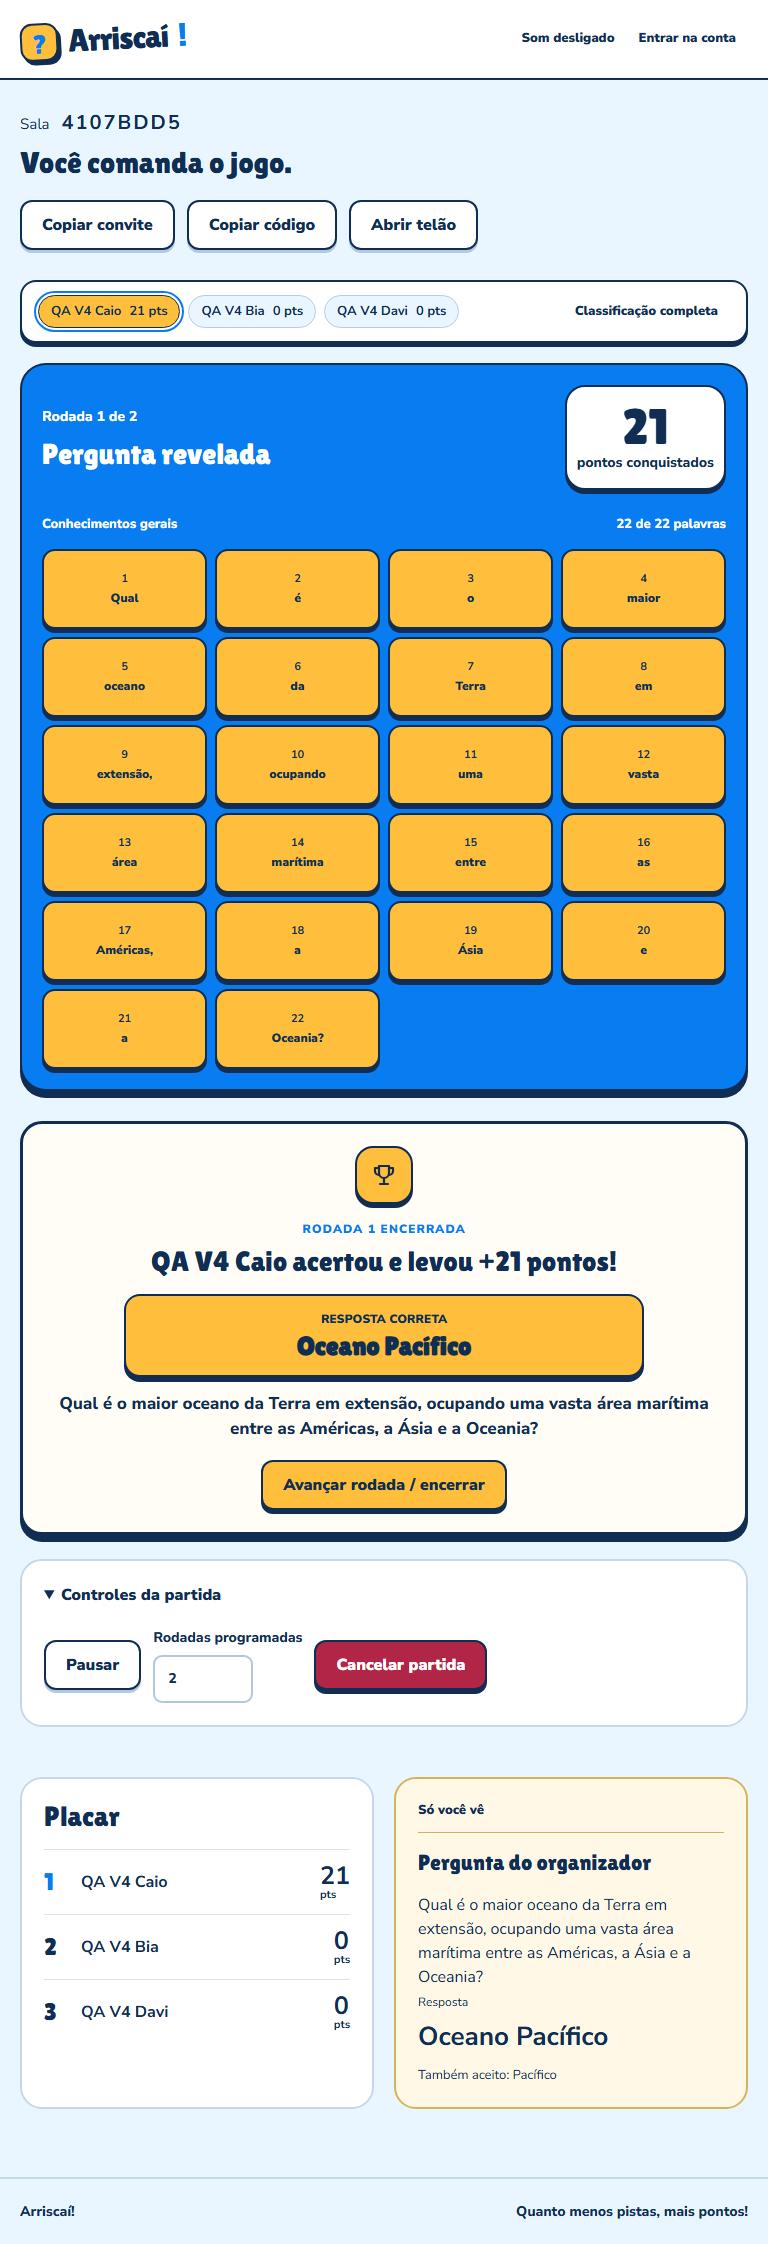 ? Arriscaí !
Som desligado Entrar na conta
Sala 4107BDD5
Você comanda o jogo.
Copiar convite Copiar código Abrir telão
QA V4 Caio 21 pts QA V4 Bia 0 pts QA V4 Davi 0 pts Classificação completa
Rodada 1 de 2
Pergunta revelada
21
pontos conquistados
Conhecimentos gerais 22 de 22 palavras
1 2 3 4
Qual é o maior
5 6 7 8
oceano da Terra em
9 10 11 12
extensão, ocupando uma vasta
13 14 15 16
área marítima entre as
17 18 19 20
Américas, a Ásia e
21 22
a Oceania?
RODADA 1 ENCERRADA
QA V4 Caio acertou e levou +21 pontos!
RESPOSTA CORRETA
Oceano Pacífico
Qual é o maior oceano da Terra em extensão, ocupando uma vasta área marítima
entre as Américas, a Ásia e a Oceania?
Avançar rodada / encerrar
▼ Controles da partida
Pausar
Rodadas programadas
2
Cancelar partida
Placar
1 QA V4 Caio 21
pts
2 QA V4 Bia 0
pts
3 QA V4 Davi 0
pts
Só você vê
Pergunta do organizador
Qual é o maior oceano da Terra em
extensão, ocupando uma vasta área
marítima entre as Américas, a Ásia e a
Oceania?
Resposta
Oceano Pacífico
Também aceito: Pacífico
Arriscaí! Quanto menos pistas, mais pontos!